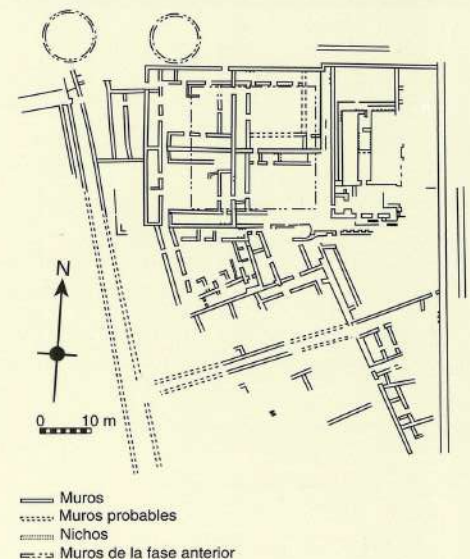 N
0 10 m
Muros
Muros probables
Nichos
Muros de la fase anterior